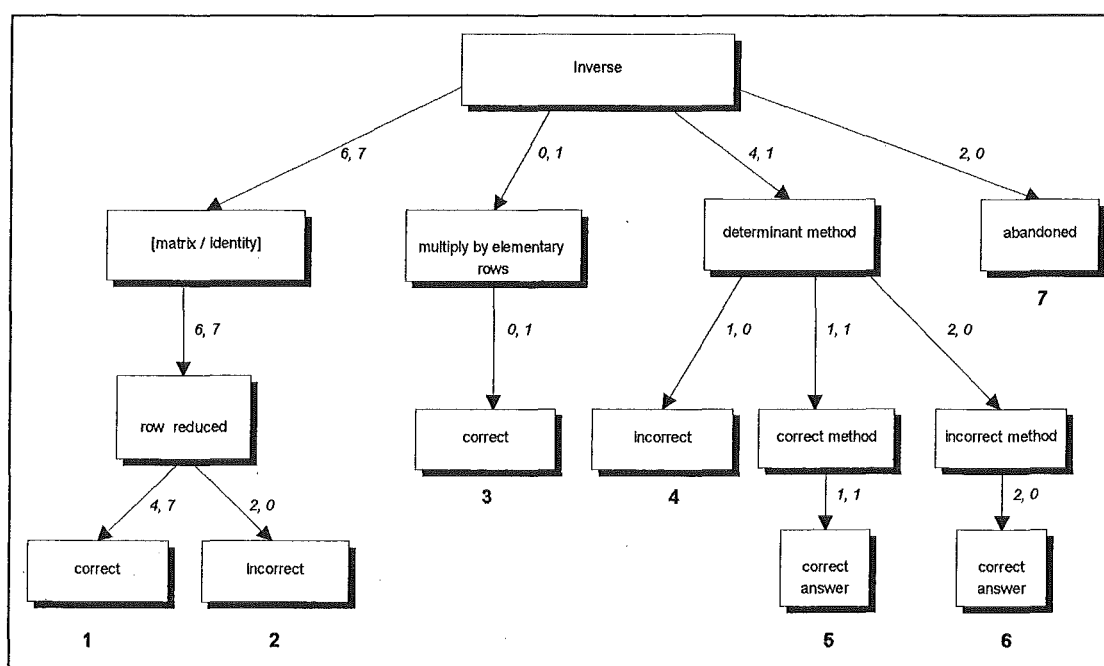 Inverse
6, 7
0, 1
4, 1
2, 0
[matrix / identity]
multiply by elementary
rows
determinant method
abandoned
7
6, 7
0, 1
1, 0
1, 1
2, 0
row reduced
correct
incorrect
correct method
incorrect method
3
4
4, 7
2, 0
1, 1
2, 0
correct
incorrect
correct
answer
correct
answer
1
2
5
6